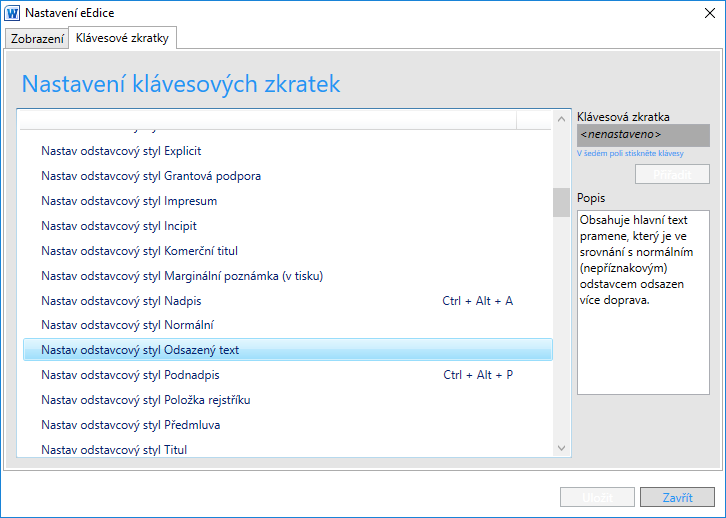 Nastavení eEdice
Zobrazení
Klávesové zkratky
Nastavení klávesových zkratek
Nastav odstavcový styl Explicit
Nastav odstavcový styl Grantová podpora
Nastav odstavcový styl Impresum
Nastav odstavcový styl Incipit
Nastav odstavcový styl Komerční titul
Nastav odstavcový styl Marginální poznámka (v tisku)
Nastav odstavcový styl Nadpis Ctrl + Alt + A
Nastav odstavcový styl Normální
Nastav odstavcový styl Odsazený text
Nastav odstavcový styl Podnadpis Ctrl + Alt + P
Nastav odstavcový styl Položka rejstříku
Nastav odstavcový styl Předmluva
Nastav odstavcový styl Titul
Klávesová zkratka
<nenastaveno>
V šedém poli stiskněte klávesy
Přiřadit
Popis
Obsahuje hlavní text
pramene, který je ve
srovnání s normálním
(nepříznakovým)
odstavcem odsazen
více doprava.
Uložit
Zavřít